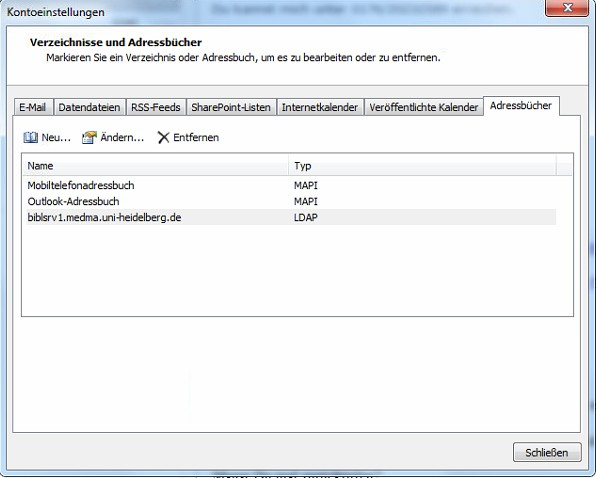 Kontoeinstellungen
Verzeichnisse und Adressbücher
Markieren Sie ein Verzeichnis oder Adressbuch, um es zu bearbeiten oder zu entfernen.
E-Mail Datendateien RSS-Feeds SharePoint-Listen Internetkalender Veröffentlichte Kalender Adressbücher
Neu... Ändern... Entfernen
Name Typ
Mobiltelefonadressbuch MAPI
Outlook-Adressbuch MAPI
biblsrv1.medma.uni-heidelberg.de LDAP
Schließen